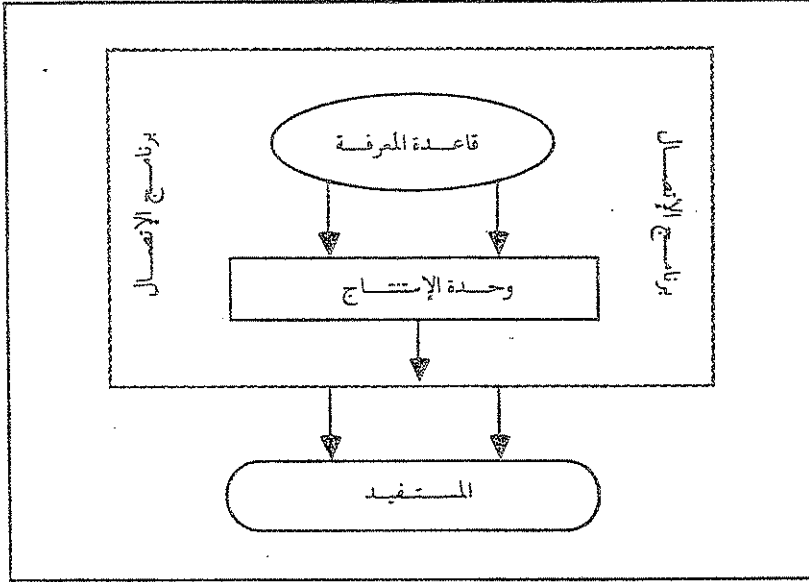 قاعدة المعرفة
برنامج الإتصال
برنامج الإتصال
وحدة الإستنتاج
المستفيد